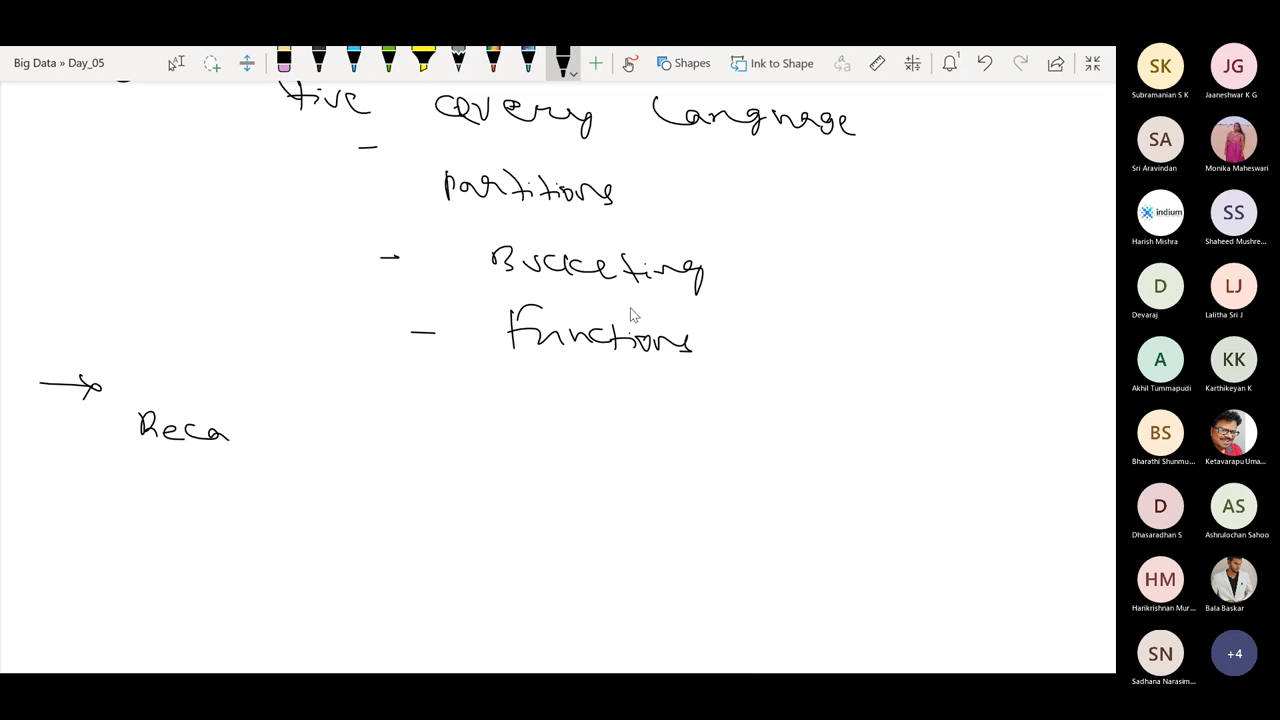 Big Data » Day_05
Shapes
Ink to Shape
1
Hive Query Language
- Partitions
- Bucketing
- Functions
→ Reca
SK
Subramanian S K
JG
Jaaneshwar K G
SA
Sri Aravindan
Monika Maheswari
indium
Harish Mishra
SS
Shaheed Mushre...
D
Devaraj
LJ
Lalitha Sri J
A
Akhil Tummapudi
KK
Karthikeyan K
BS
Bharathi Shunmu...
Ketavarapu Uma...
D
Dhasaradhan S
AS
Ashrulochan Sahoo
HM
Harikrishnan Mur...
Bala Baskar
SN
Sadhana Narasim...
+4